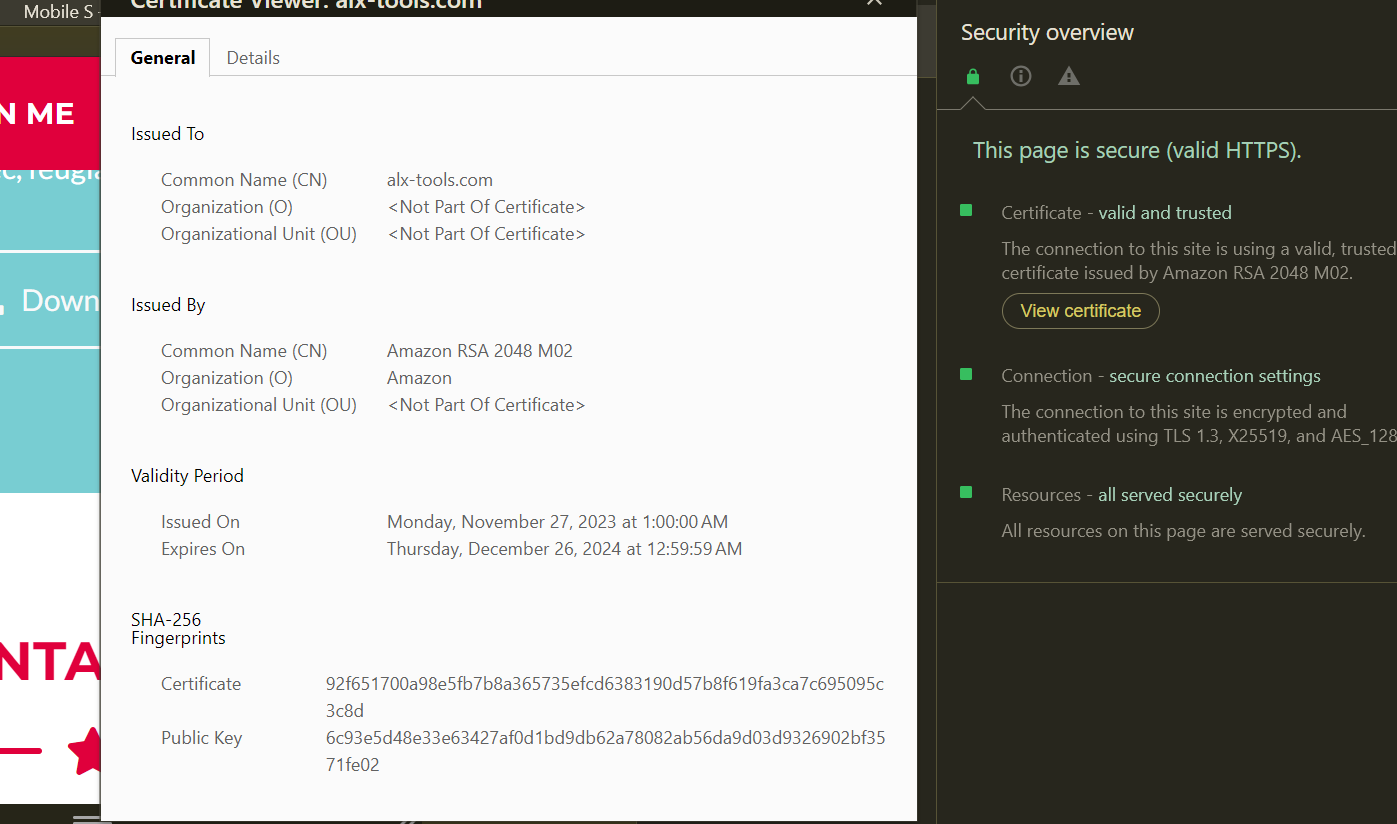 Mobile S
Certificate Viewer: alx-tools.com
General
Details
N ME
Down
NTA
Issued To
Common Name (CN) alx-tools.com
Organization (O) <Not Part Of Certificate>
Organizational Unit (OU) <Not Part Of Certificate>
Issued By
Common Name (CN) Amazon RSA 2048 M02
Organization (O) Amazon
Organizational Unit (OU) <Not Part Of Certificate>
Validity Period
Issued On Monday, November 27, 2023 at 1:00:00 AM
Expires On Thursday, December 26, 2024 at 12:59:59 AM
SHA-256
Fingerprints
Certificate 92f651700a98e5fb7b8a365735efcd6383190d57b8f619fa3ca7c695095c
3c8d
Public Key 6c93e5d48e33e63427af0d1bd9db62a78082ab56da9d03d9326902bf35
71fe02
Security overview
This page is secure (valid HTTPS).
Certificate - valid and trusted
The connection to this site is using a valid, trusted
certificate issued by Amazon RSA 2048 M02.
View certificate
Connection - secure connection settings
The connection to this site is encrypted and
authenticated using TLS 1.3, X25519, and AES_128
Resources - all served securely
All resources on this page are served securely.